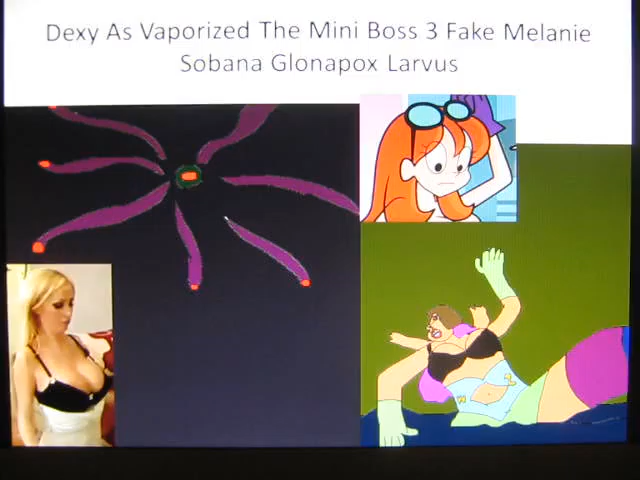 Dexy As Vaporized The Mini Boss 3 Fake Melanie
Sobana Glonapox Larvus